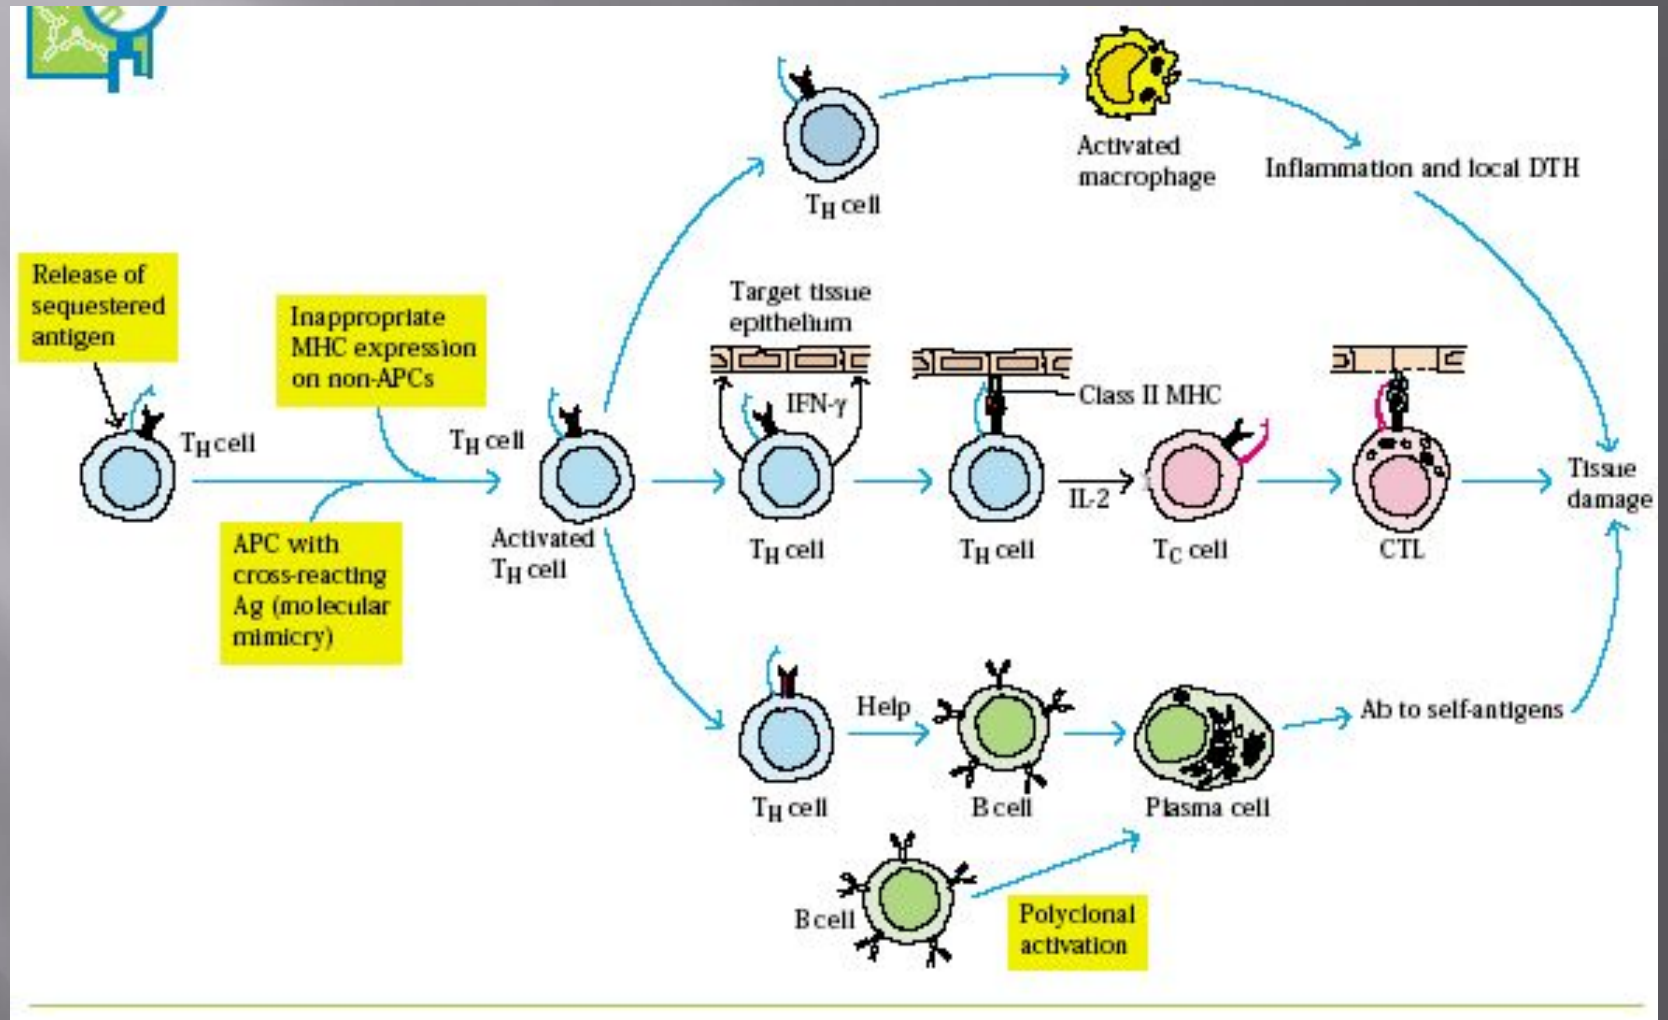 Release of
sequestered
antigen
TH cell
Inappropriate
MHC expression
on non-APCs
APC with
cross-reacting
Ag (molecular
mimicry)
TH cell
Activated
TH cell
TH cell
Activated
macrophage
Inflammation and local DTH
Target tissue
epithelium
IFN-γ
TH cell
Class II MHC
TH cell
IL-2
TC cell
CTL
Tissue
damage
TH cell
Help
B cell
Plasma cell
Ab to self-antigens
B cell
Polyclonal
activation